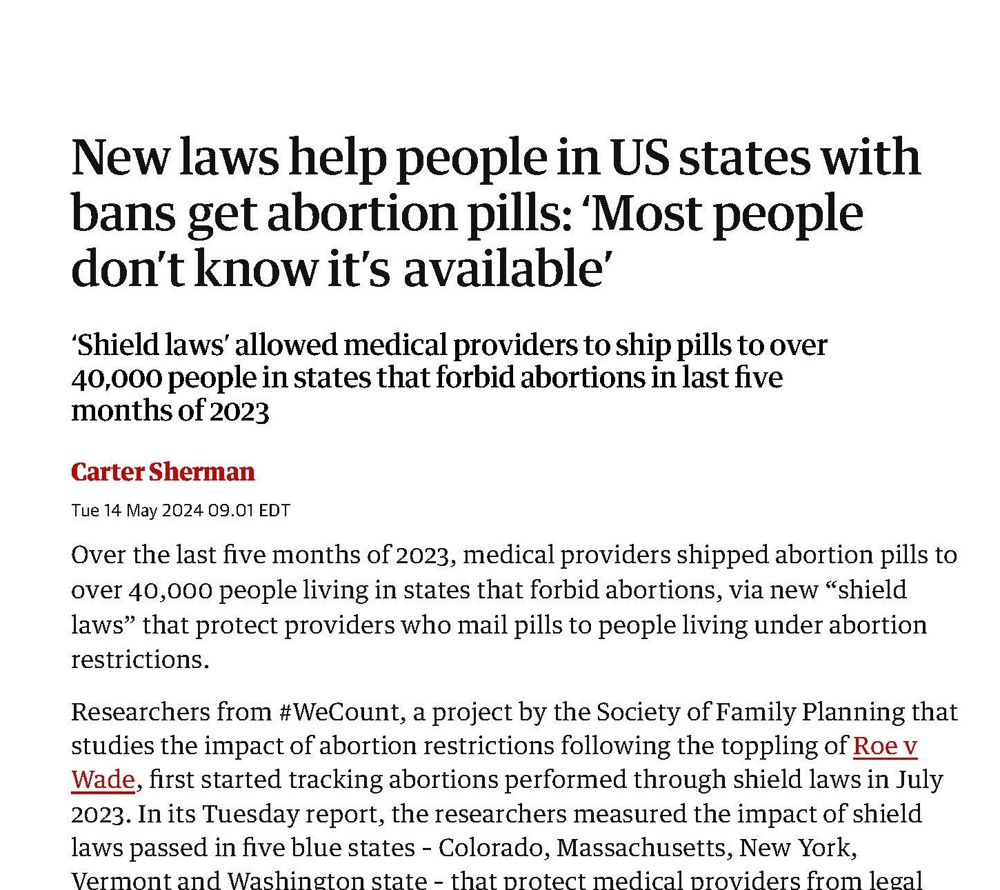 New laws help people in US states with
bans get abortion pills: ‘Most people
don’t know it’s available’
‘Shield laws’ allowed medical providers to ship pills to over
40,000 people in states that forbid abortions in last five
months of 2023
Carter Sherman
Tue 14 May 2024 09.01 EDT
Over the last five months of 2023, medical providers shipped abortion pills to
over 40,000 people living in states that forbid abortions, via new “shield
laws” that protect providers who mail pills to people living under abortion
restrictions.
Researchers from #WeCount, a project by the Society of Family Planning that
studies the impact of abortion restrictions following the toppling of Roe v
Wade, first started tracking abortions performed through shield laws in July
2023. In its Tuesday report, the researchers measured the impact of shield
laws passed in five blue states – Colorado, Massachusetts, New York,
Vermont and Washington state – that protect medical providers from legal